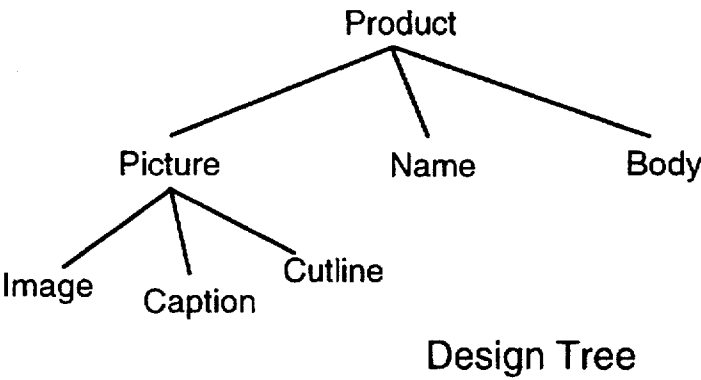 Product
Picture
Name
Body
Image
Caption
Cutline
Design Tree